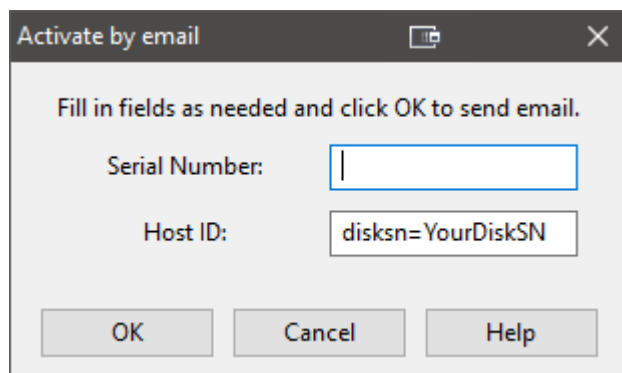 Activate by email
Fill in fields as needed and click OK to send email.
Serial Number:
Host ID: disksn=YourDiskSN
OK Cancel Help